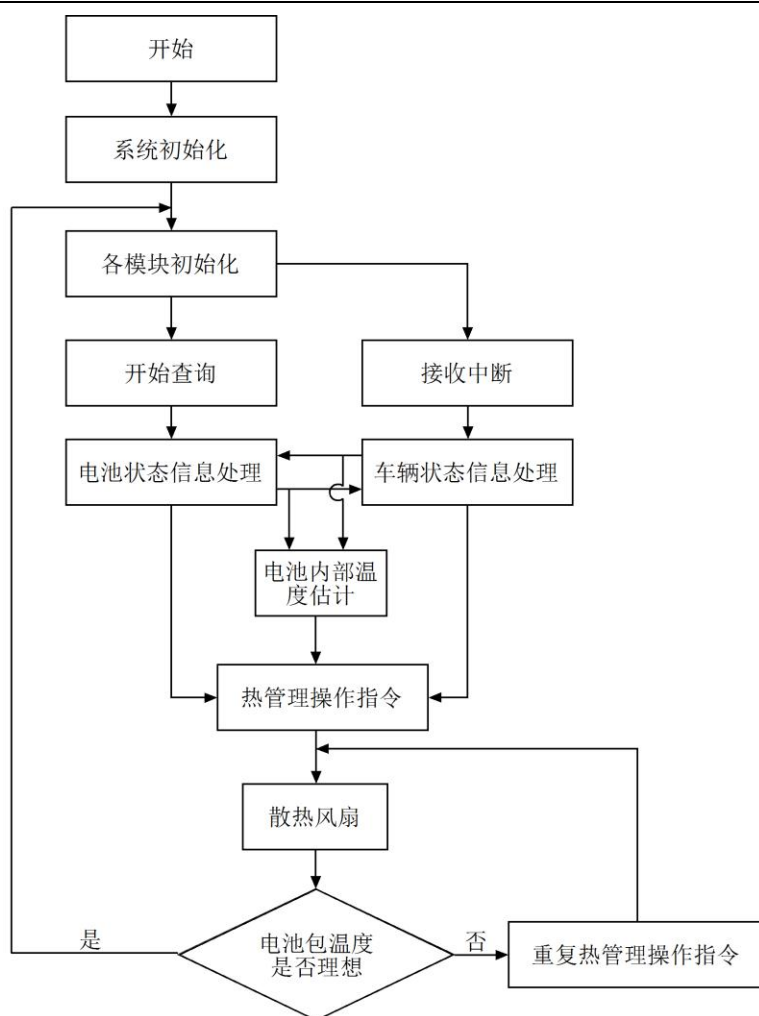 开始
系统初始化
各模块初始化
开始查询
接收中断
电池状态信息处理
车辆状态信息处理
电池内部温
度估计
热管理操作指令
散热风扇
是
电池包温度
是否理想
否
重复热管理操作指令